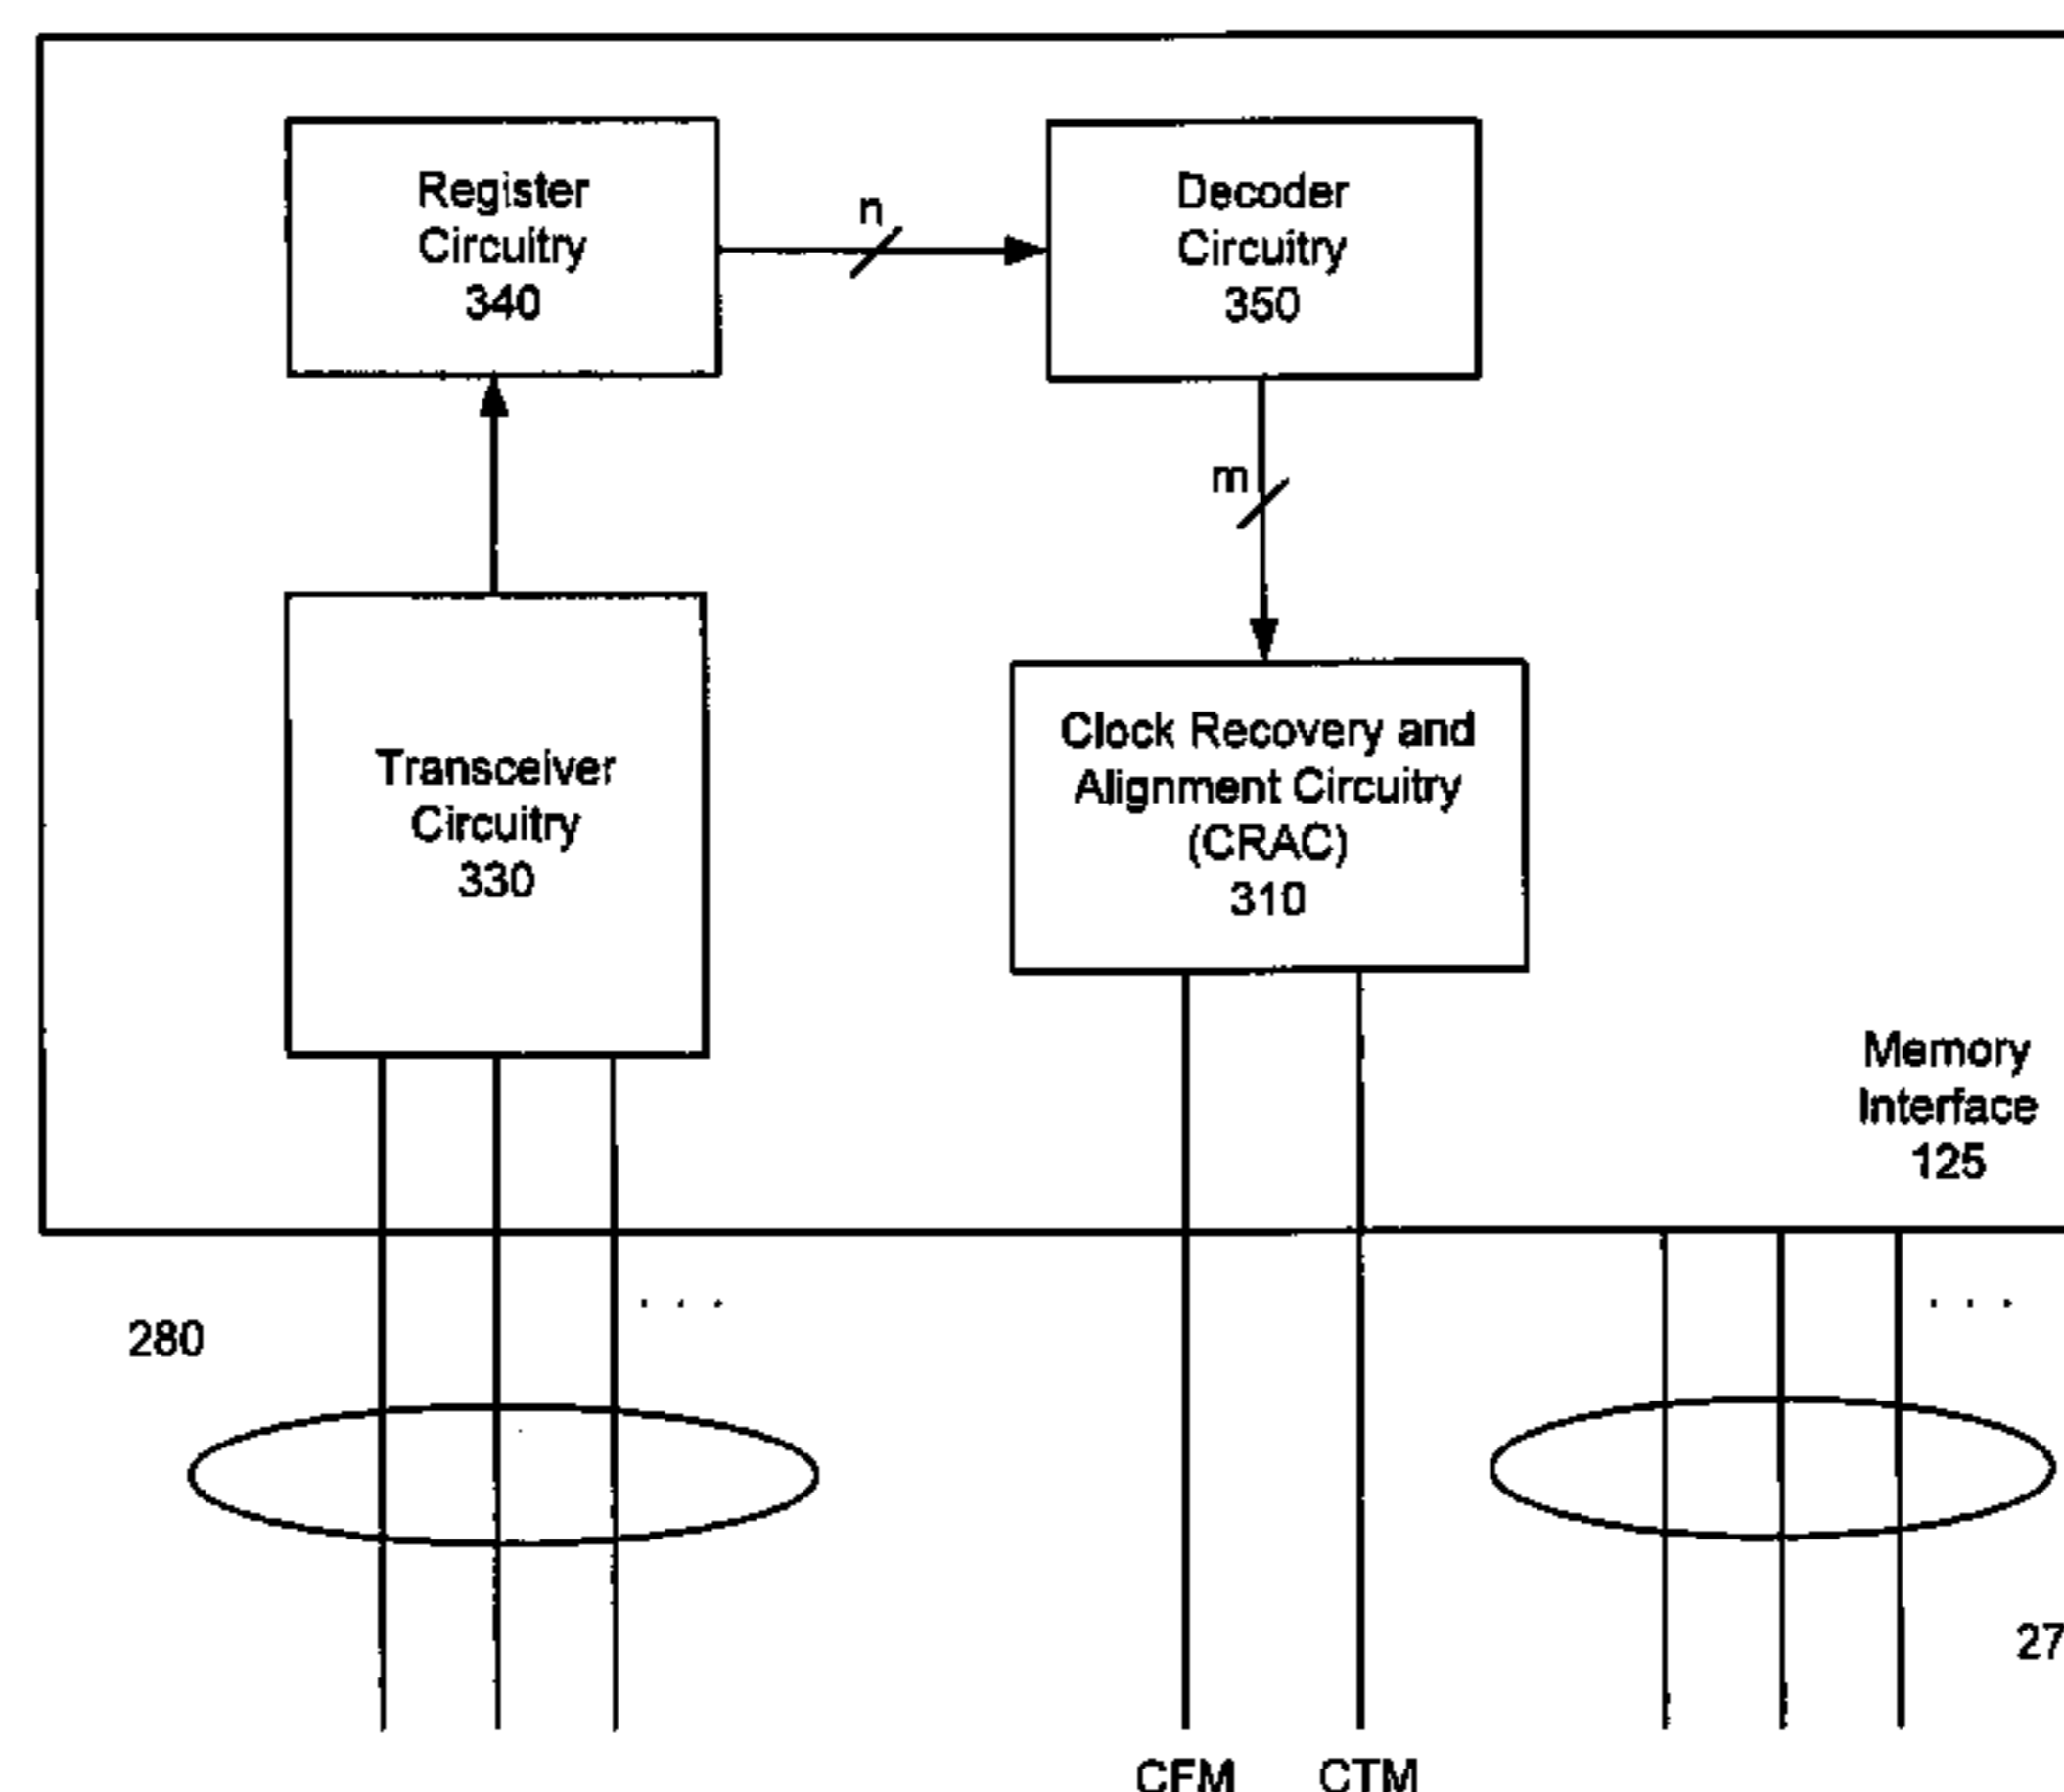 Register
Circuitry
340
n
Decoder
Circuitry
350
m
Transceiver
Circuitry
330
Clock Recovery and
Alignment Circuitry
(CRAC)
310
Memory
Interface
125
. . .
. . .
280
27
CFM
CTM